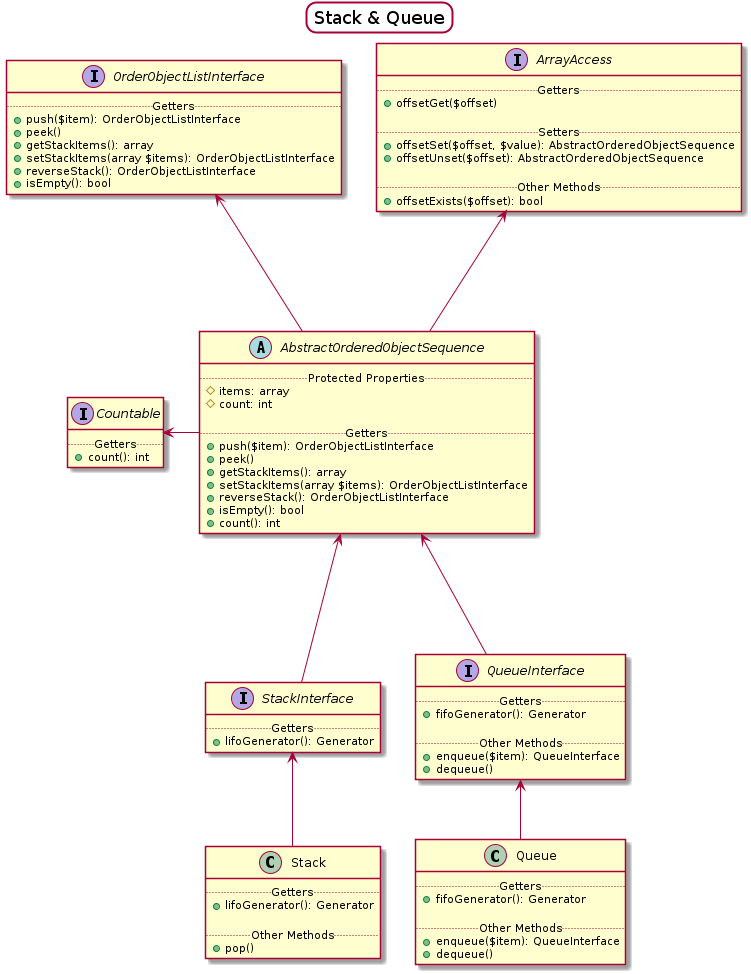 Stack & Queue
I OrderObjectListInterface
Getters
push($item): OrderObjectListInterface
peek()
getStackItems(): array
setStackItems(array $items): OrderObjectListInterface
reverseStack(): OrderObjectListInterface
isEmpty(): bool
I ArrayAccess
Getters
offsetGet($offset)
Setters
offsetSet($offset, $value): AbstractOrderedObjectSequence
offsetUnset($offset): AbstractOrderedObjectSequence
Other Methods
offsetExists($offset): bool
A AbstractOrderedObjectSequence
Protected Properties
items: array
count: int
Getters
push($item): OrderObjectListInterface
peek()
getStackItems(): array
setStackItems(array $items): OrderObjectListInterface
reverseStack(): OrderObjectListInterface
isEmpty(): bool
count(): int
I Countable
Getters
count(): int
I StackInterface
Getters
lifoGenerator(): Generator
I QueueInterface
Getters
fifoGenerator(): Generator
Other Methods
enqueue($item): QueueInterface
dequeue()
C Stack
Getters
lifoGenerator(): Generator
Other Methods
pop()
C Queue
Getters
fifoGenerator(): Generator
Other Methods
enqueue($item): QueueInterface
dequeue()